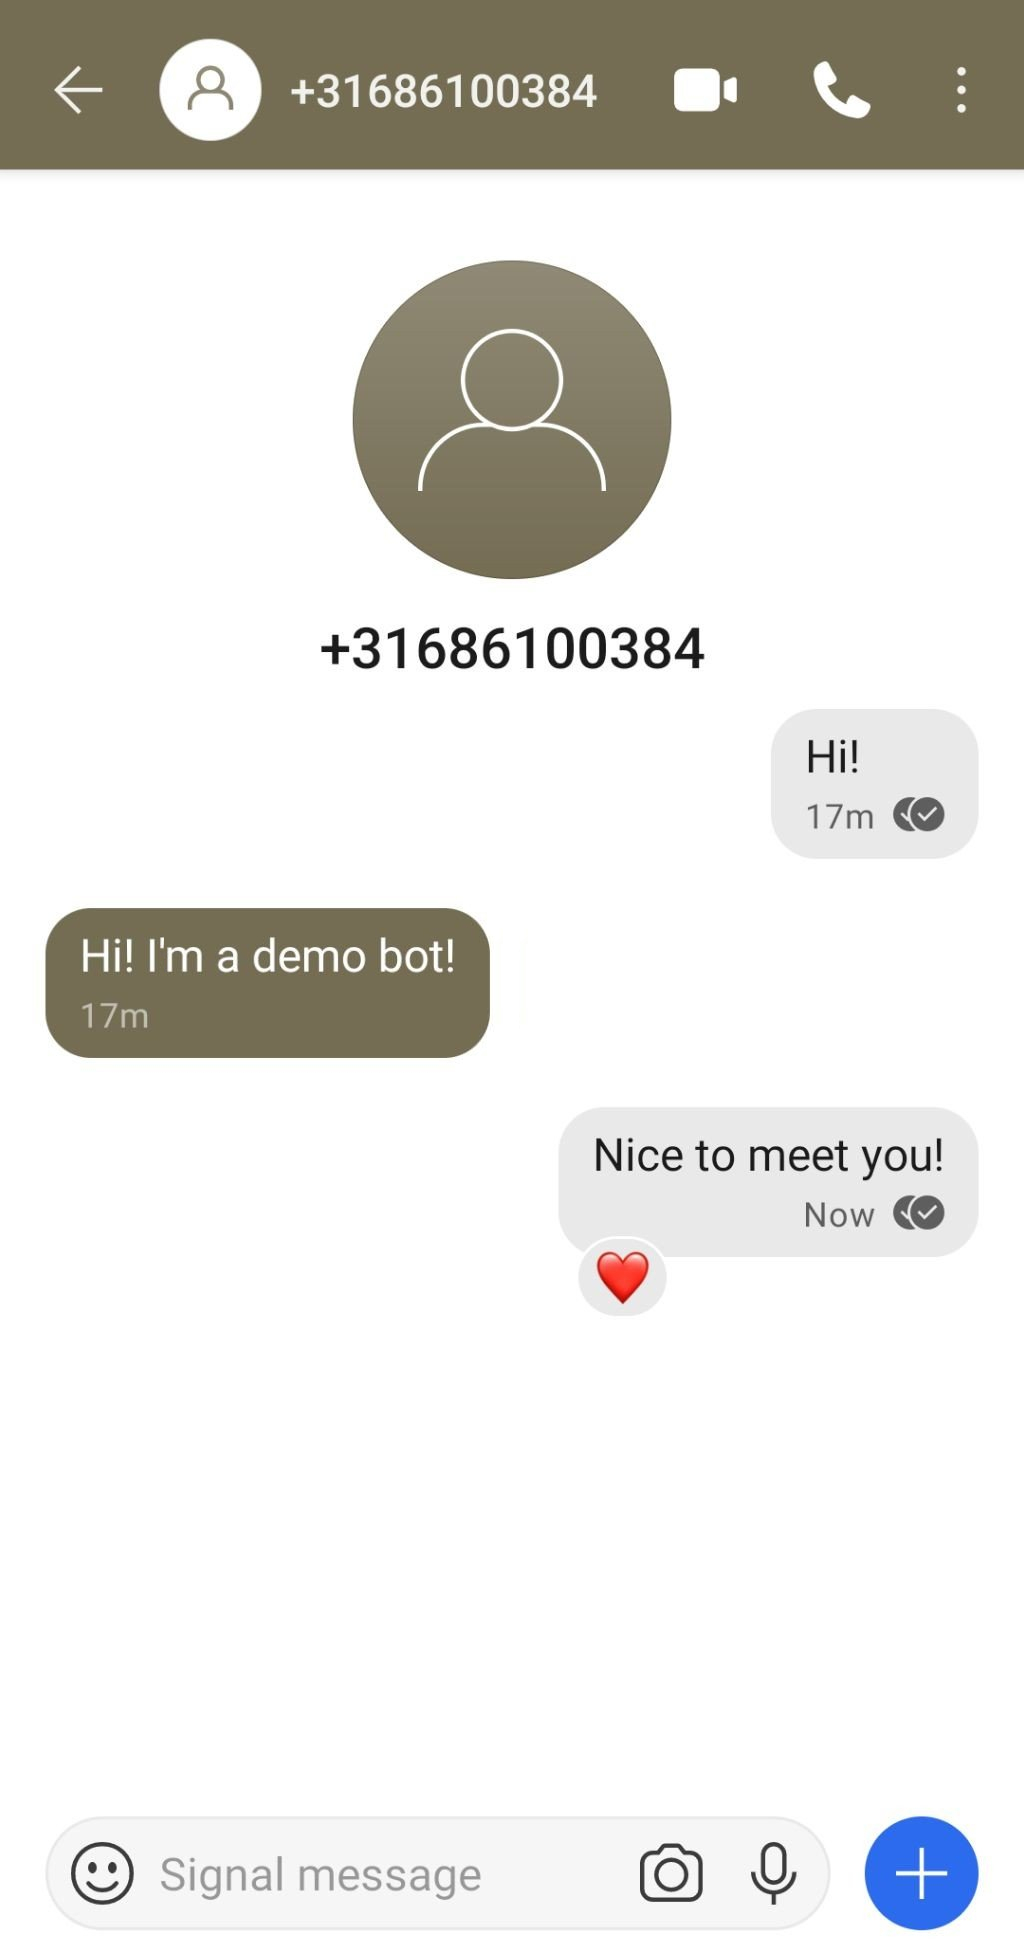 +31686100384
+31686100384
Hi!
17m
Hi! I'm a demo bot!
17m
Nice to meet you!
Now
Signal message